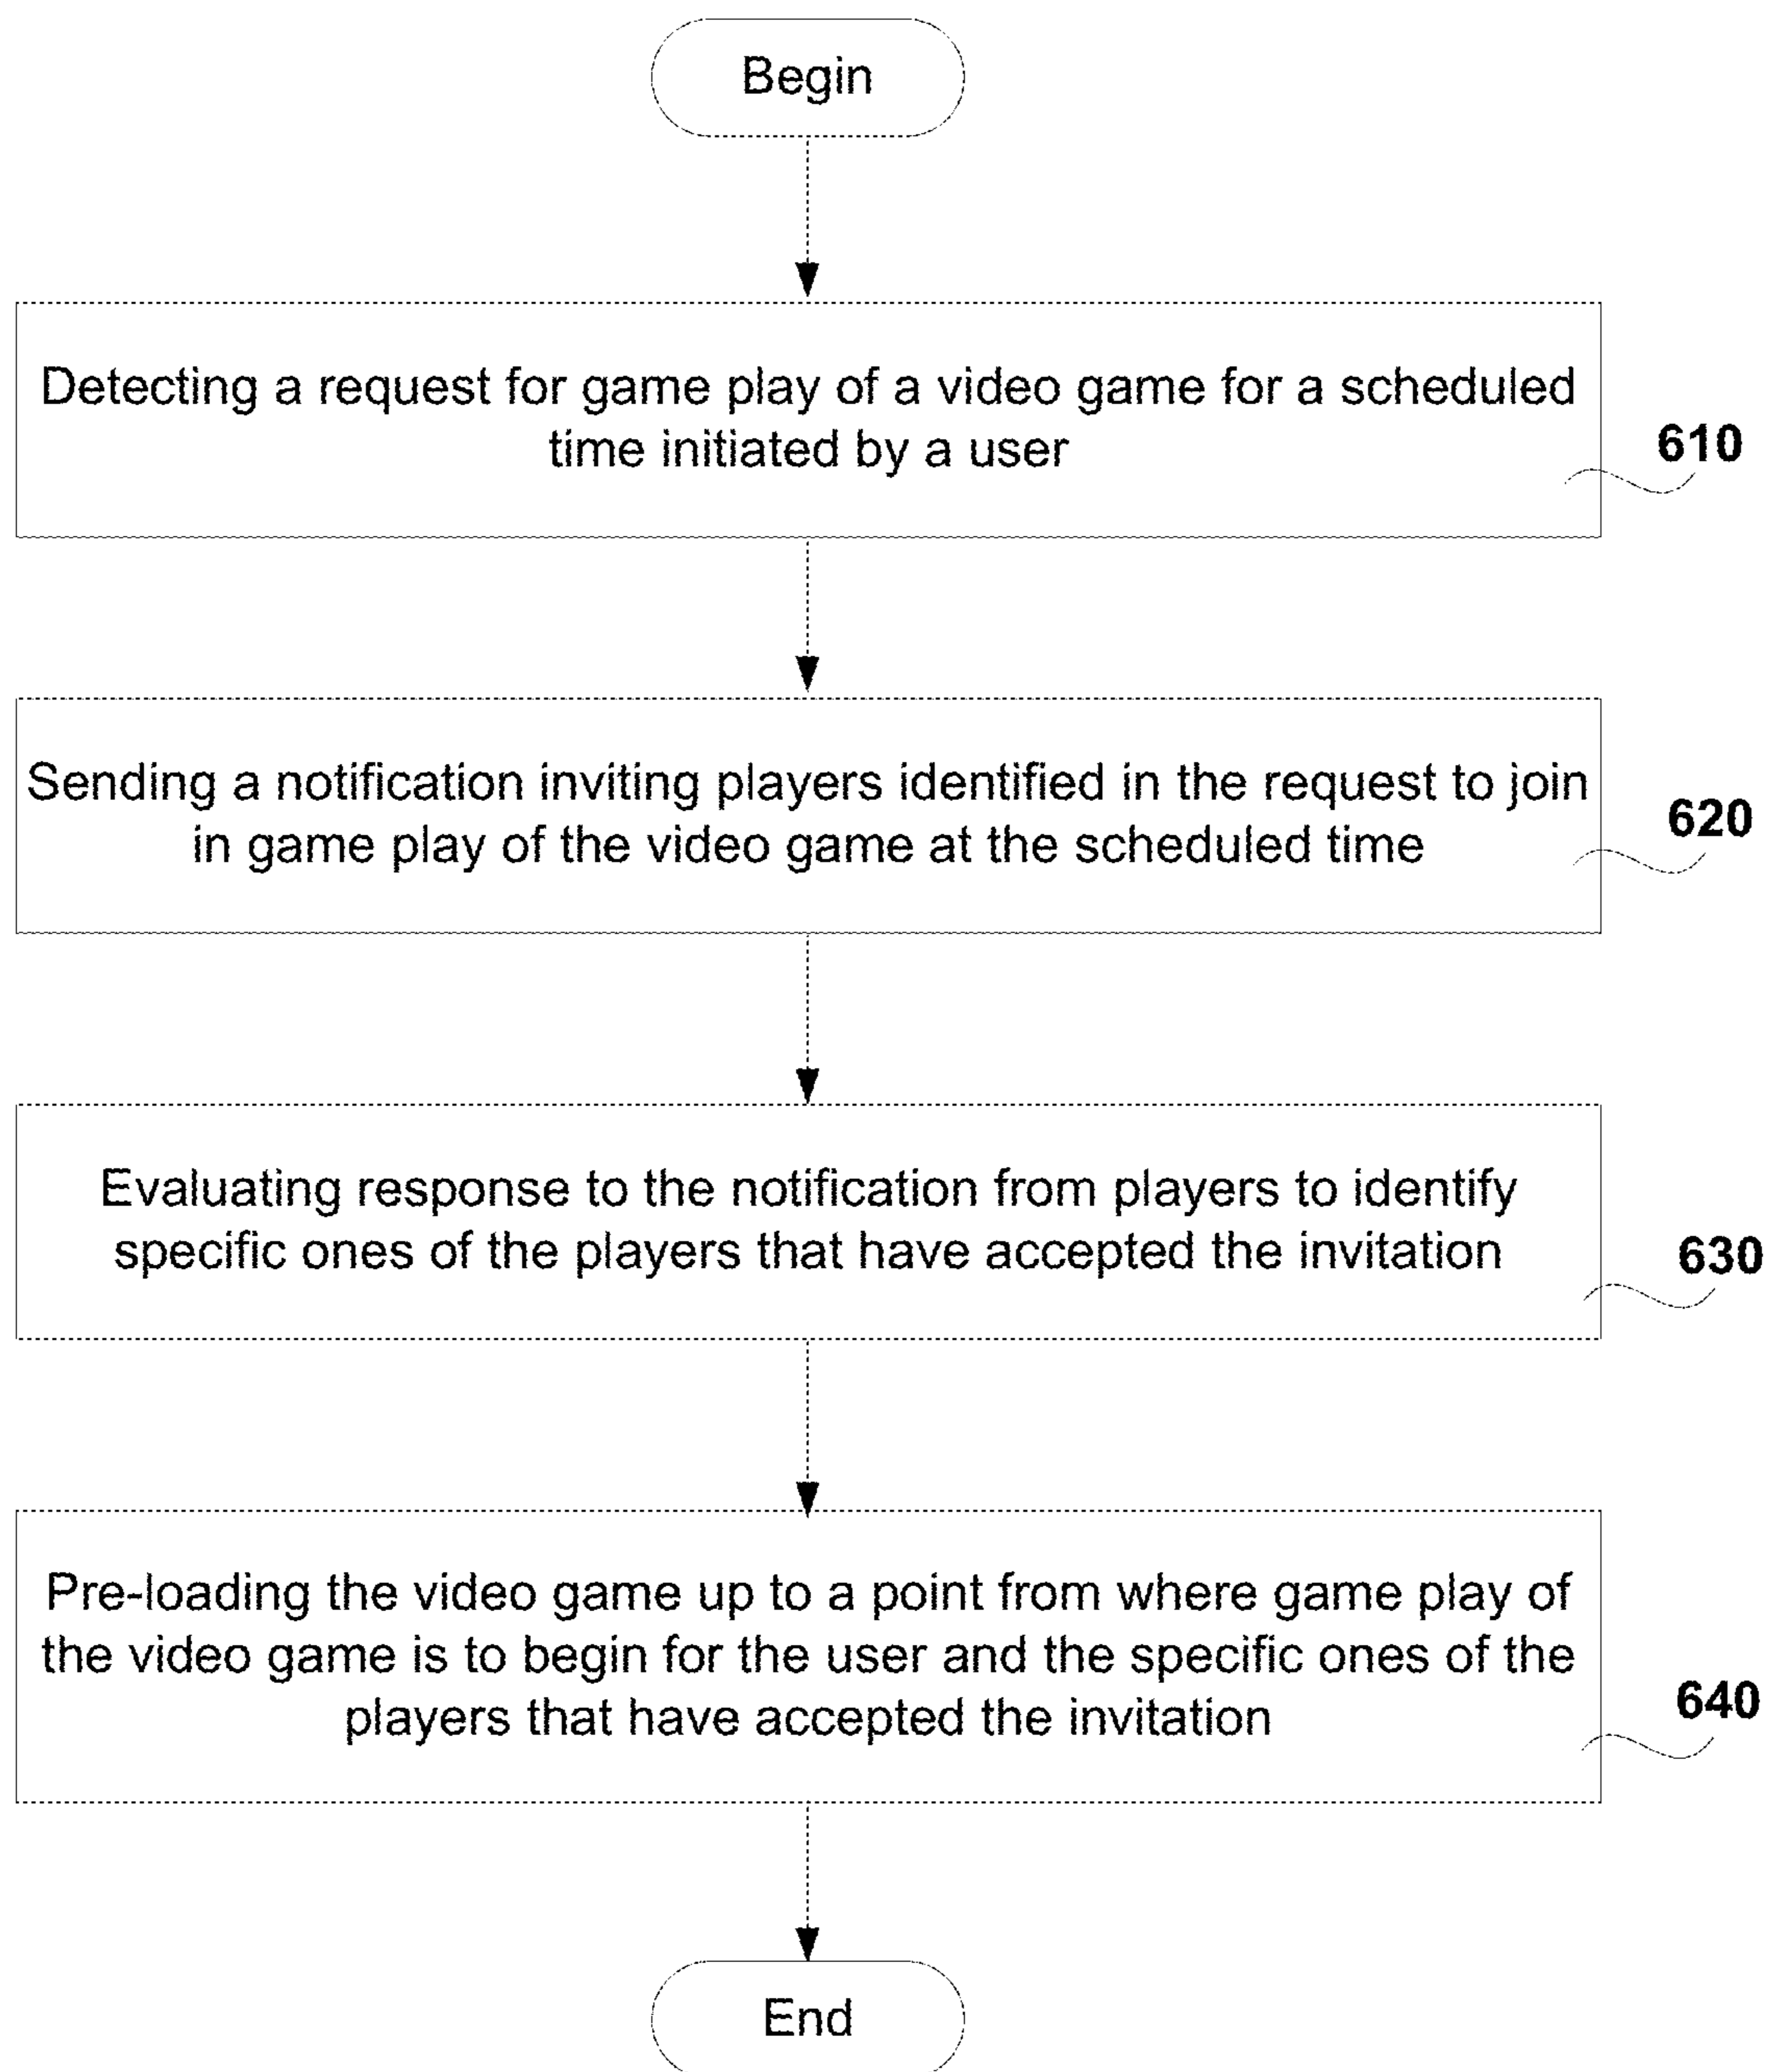 Begin
Detecting a request for game play of a video game for a scheduled
time initiated by a user
610
Sending a notification inviting players identified in the request to join
in game play of the video game at the scheduled time
620
Evaluating response to the notification from players to identify
specific ones of the players that have accepted the invitation
630
Pre-loading the video game up to a point from where game play of
the video game is to begin for the user and the specific ones of the
players that have accepted the invitation
640
End